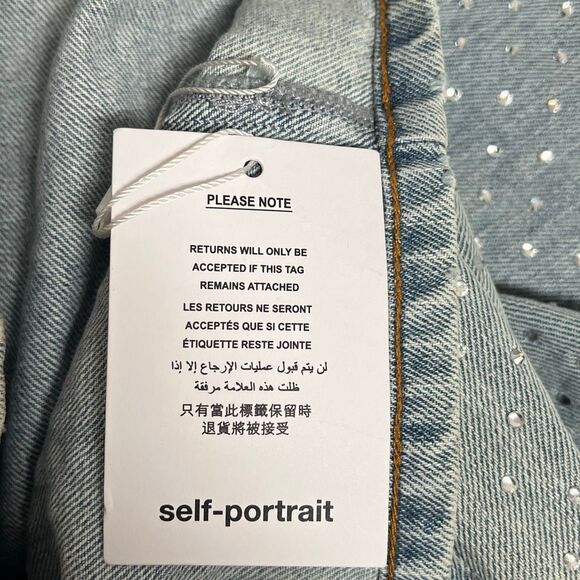 PLEASE NOTE
RETURNS WILL ONLY BE
ACCEPTED IF THIS TAG
REMAINS ATTACHED
LES RETOURS NE SERONT
ACCEPTÉS QUE SI CETTE
ÉTIQUETTE RESTE JOINTE
لن يتم قبول عمليات الإرجاع إلا إذا
ظلت هذه العلامة مرفقة
只有當此標籤保留時
退貨將被接受
self-portrait